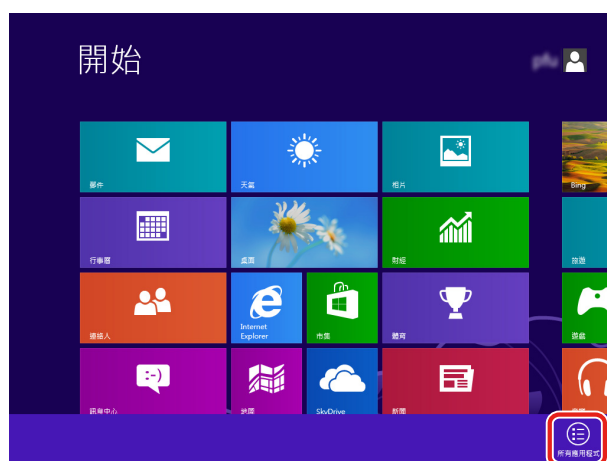 開始
郵件
天氣
相片
Bing
行事曆
桌面
財經
旅遊
連絡人
Internet
Explorer
市集
體育
遊戲
訊息中心
地圖
SkyDrive
新聞
所有應用程式